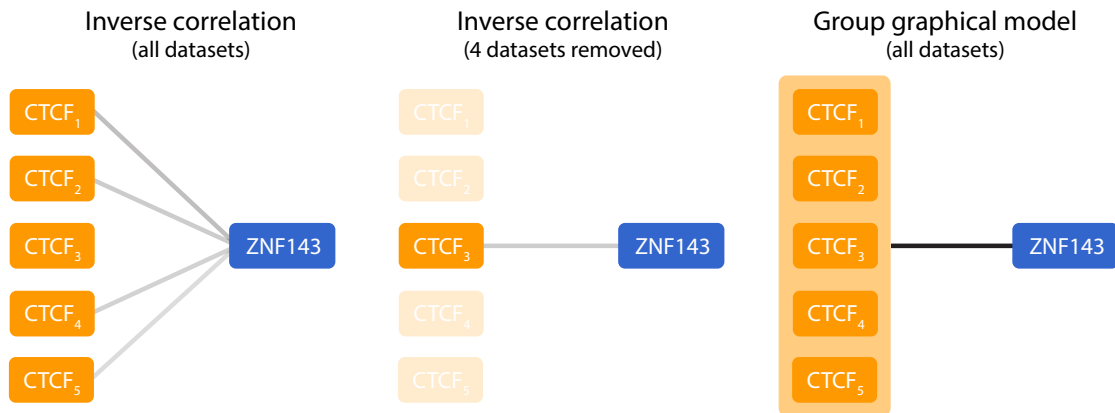 Inverse correlation
(all datasets)
CTCF₁
CTCF₂
CTCF₃
CTCF₄
CTCF₅
ZNF143
Inverse correlation
(4 datasets removed)
CTCF₁
CTCF₂
CTCF₃
CTCF₄
CTCF₅
ZNF143
Group graphical model
(all datasets)
CTCF₁
CTCF₂
CTCF₃
CTCF₄
CTCF₅
ZNF143